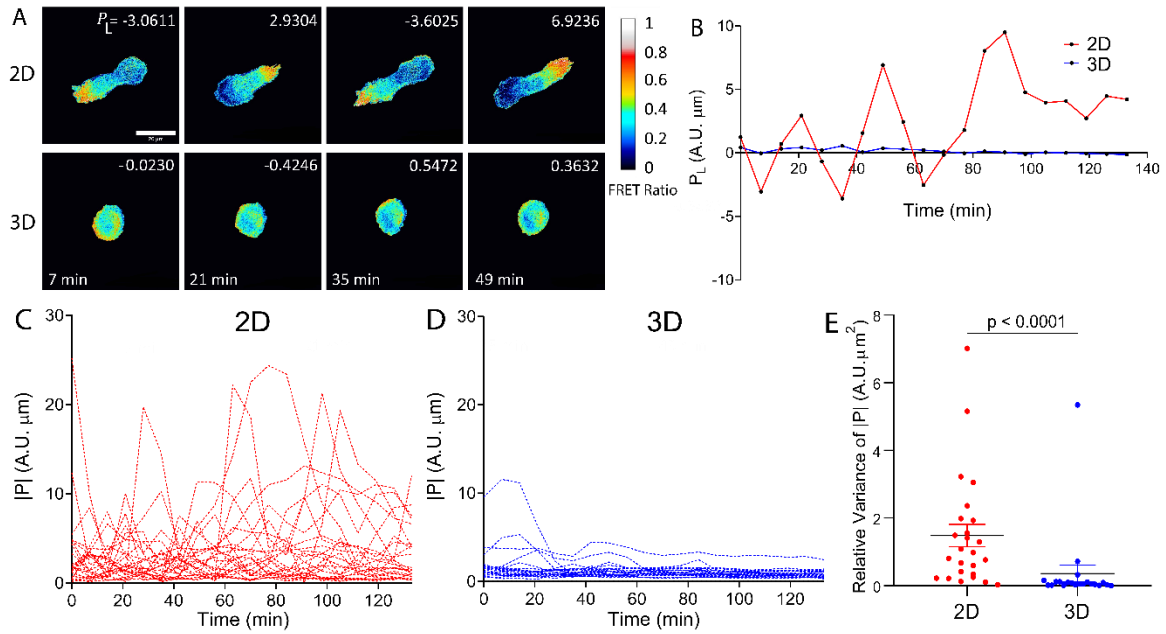 A
P_L = -3.0611
2.9304
-3.6025
6.9236
2D
20 μm
1
0.8
0.6
0.4
0.2
0
FRET Ratio
3D
-0.0230
-0.4246
0.5472
0.3632
7 min
21 min
35 min
49 min
B
10
5
0
-5
-10
P_L (A.U. μm)
2D
3D
20
40
60
80
100
120
140
Time (min)
C
2D
30
20
10
0
|P| (A.U. μm)
0
20
40
60
80
100
120
Time (min)
D
3D
30
20
10
0
|P| (A.U. μm)
0
20
40
60
80
100
120
Time (min)
E
8
6
4
2
0
Relative Variance of |P| (A.U.μm²)
p < 0.0001
2D
3D